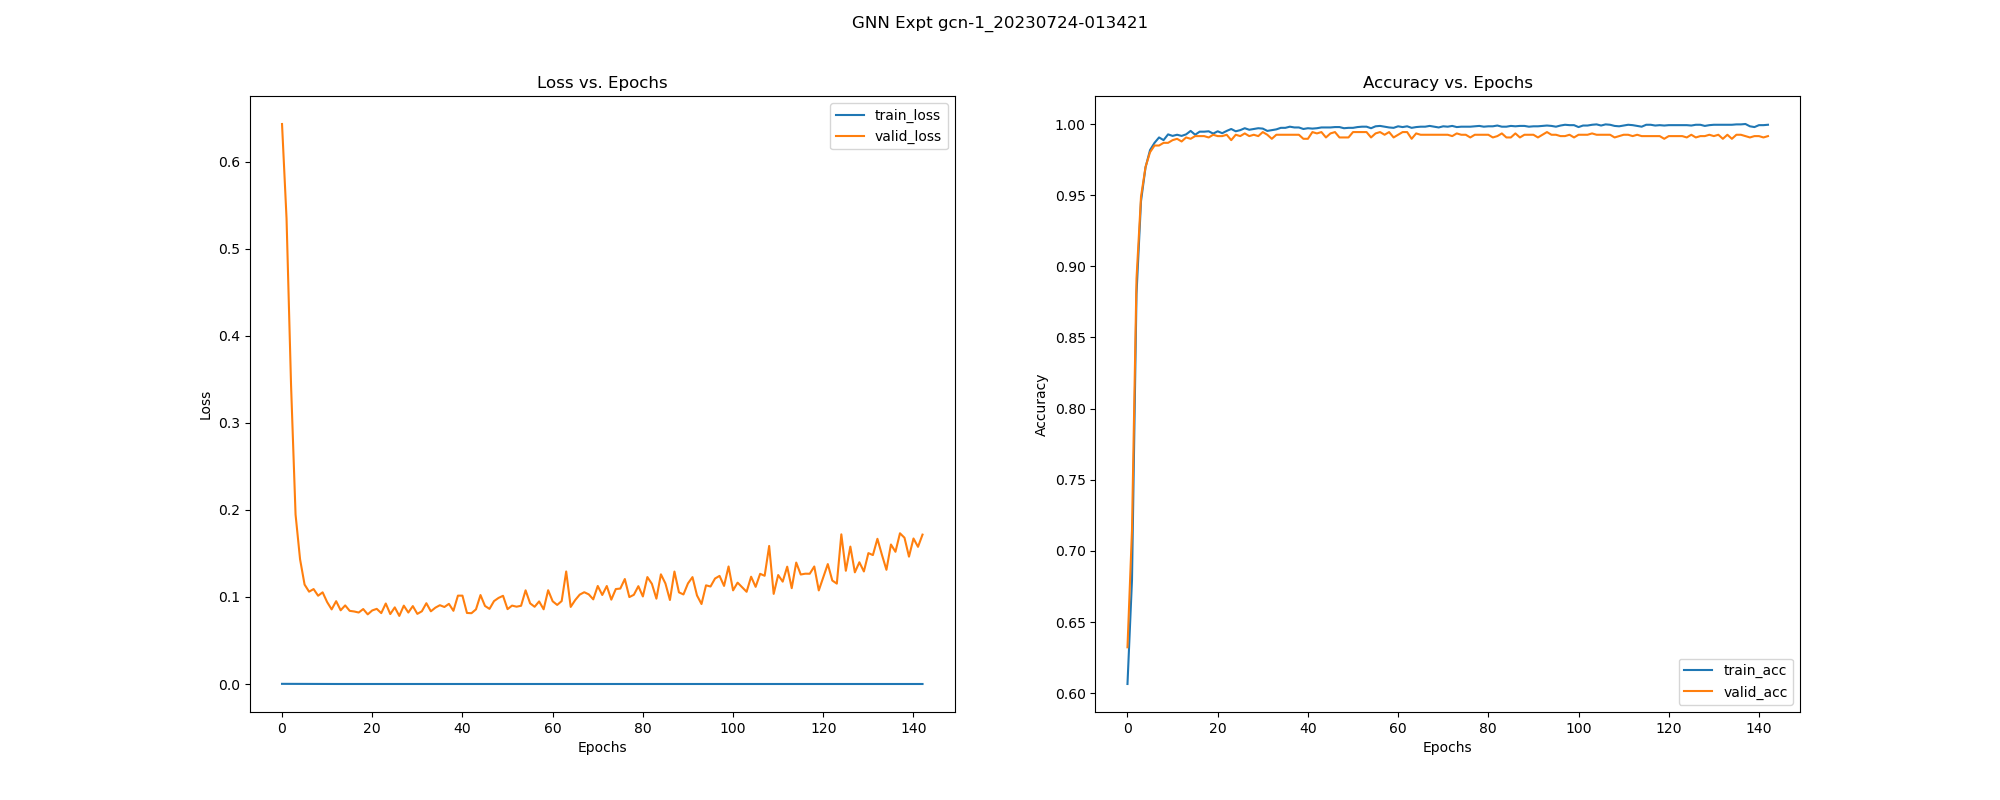 GNN Expt gcn-1_20230724-013421
Loss vs. Epochs
train_loss
valid_loss
0.6
0.5
0.4
0.3
0.2
0.1
0.0
Loss
0 20 40 60 80 100 120 140
Epochs
Accuracy vs. Epochs
1.00
0.95
0.90
0.85
0.80
0.75
0.70
0.65
0.60
Accuracy
train_acc
valid_acc
0 20 40 60 80 100 120 140
Epochs